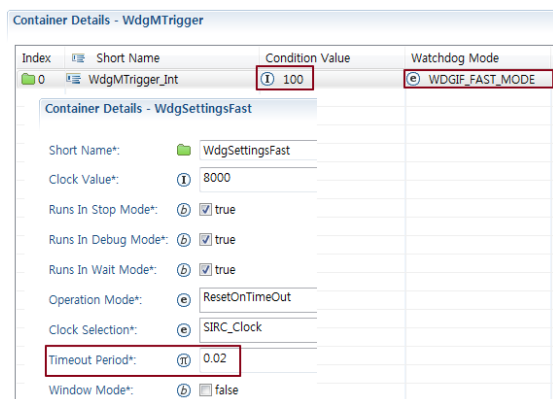 Container Details - WdgMTrigger
Index Short Name Condition Value Watchdog Mode
0 WdgMTrigger_Int 100 WDGIF_FAST_MODE
Container Details - WdgSettingsFast
Short Name*: WdgSettingsFast
Clock Value*: 8000
Runs In Stop Mode*: true
Runs In Debug Mode*: true
Runs In Wait Mode*: true
Operation Mode*: ResetOnTimeOut
Clock Selection*: SIRC_Clock
Timeout Period*: 0.02
Window Mode*: false